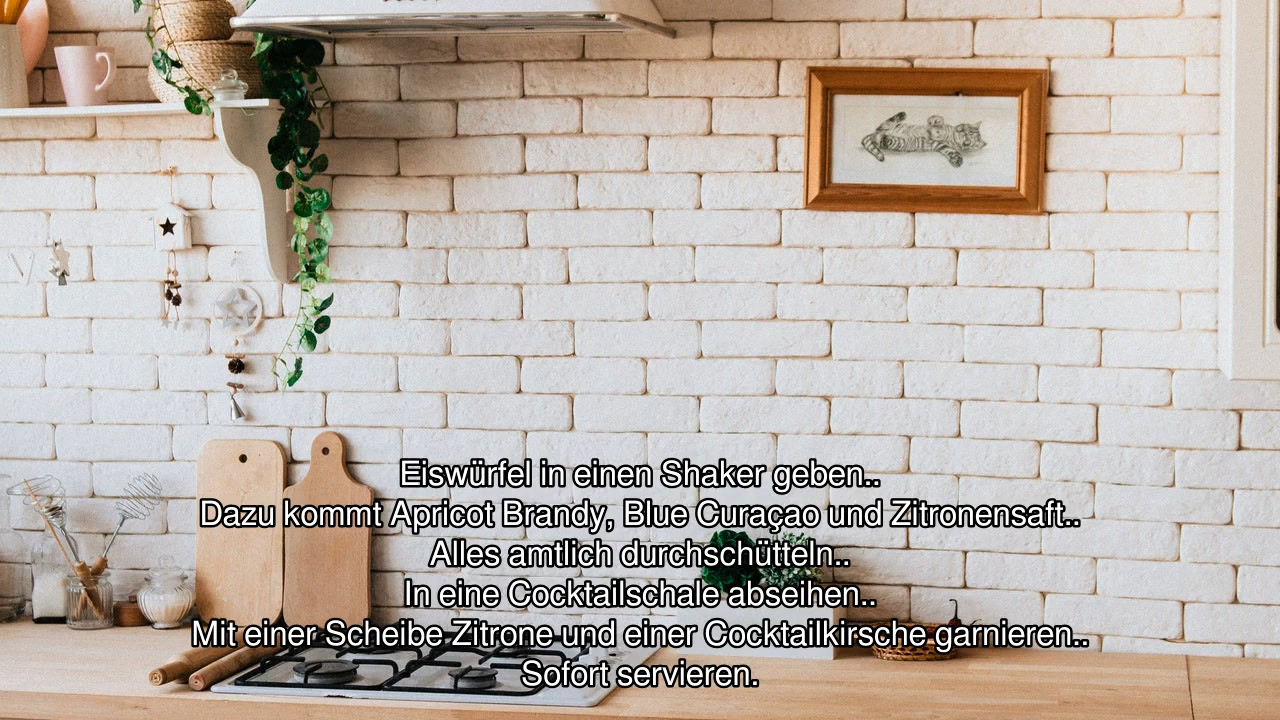 Eiswürfel in einen Shaker geben..
Dazu kommt Apricot Brandy, Blue Curaçao und Zitronensaft..
Alles amtlich durchschütteln..
In eine Cocktailschale abseihen..
Mit einer Scheibe Zitrone und einer Cocktailkirsche garnieren..
Sofort servieren.